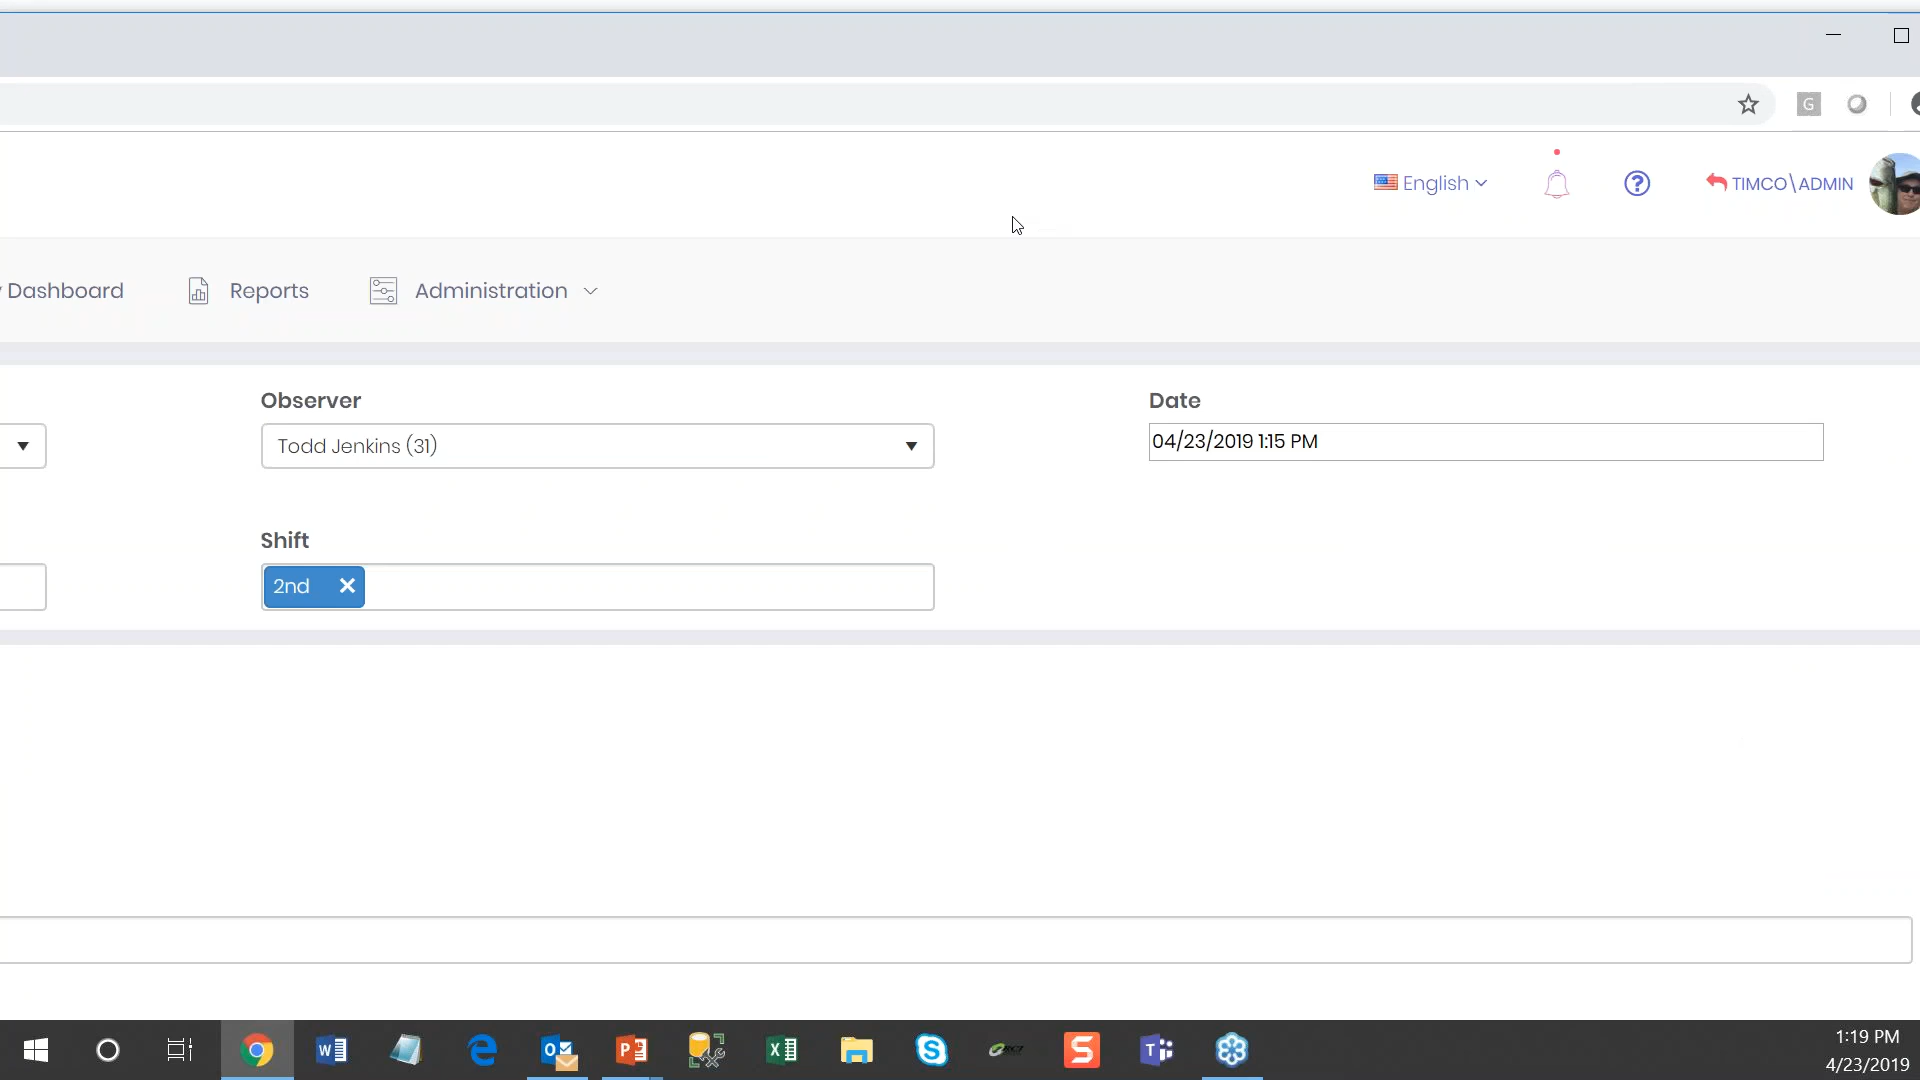 G
English
?
TIMCO\ADMIN
Dashboard
Reports
Administration
Observer
Date
Todd Jenkins (31)
04/23/2019 1:15 PM
Shift
2nd
1:19 PM
4/23/2019